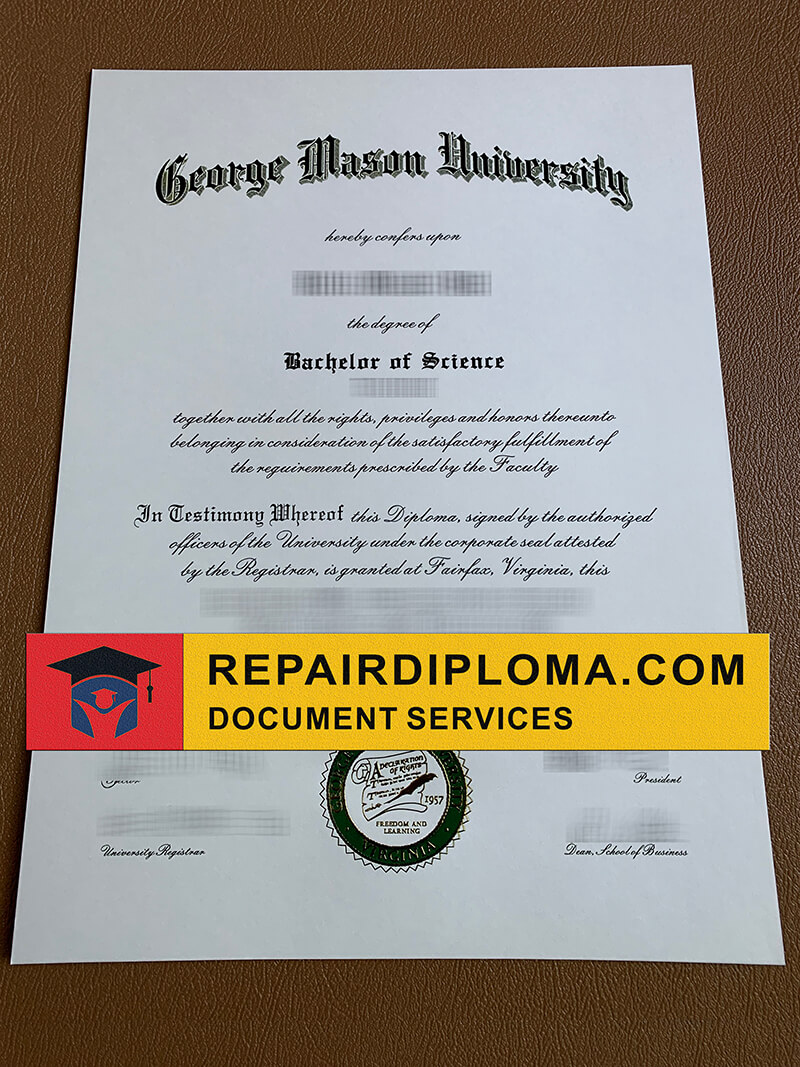 George Mason University
hereby confers upon
the degree of
Bachelor of Science
together with all the rights, privileges and honors thereunto
belonging in consideration of the satisfactory fulfillment of
the requirements prescribed by the Faculty
In Testimony Whereof this Diploma, signed by the authorized
officers of the University under the corporate seal attested
by the Registrar, is granted at Fairfax, Virginia, this
REPAIRDIPLOMA.COM
DOCUMENT SERVICES
DECLARATION
OF RIGHTS
1957
FREEDOM AND
LEARNING
VIRGINIA
President
University Registrar
Dean, School of Business